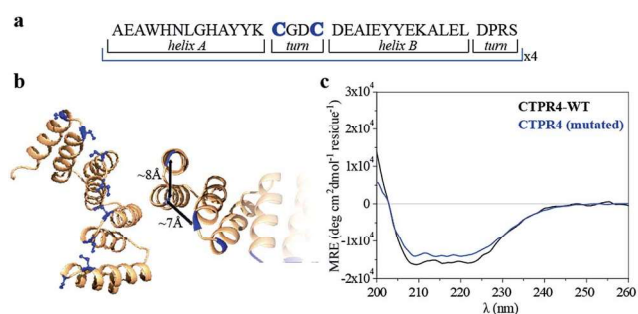 a
AEAWHNLGHAYYK CGDC DEAIEYYEKALEL DPRS
helix A turn helix B turn
x4
b
~8Å
~7Å
c
3x10⁴
2x10⁴
1x10⁴
0
-1x10⁴
-2x10⁴
MRE (deg cm²dmol⁻¹ residue⁻¹)
CTPR4-WT
CTPR4 (mutated)
200 210 220 230 240 250 260
λ (nm)